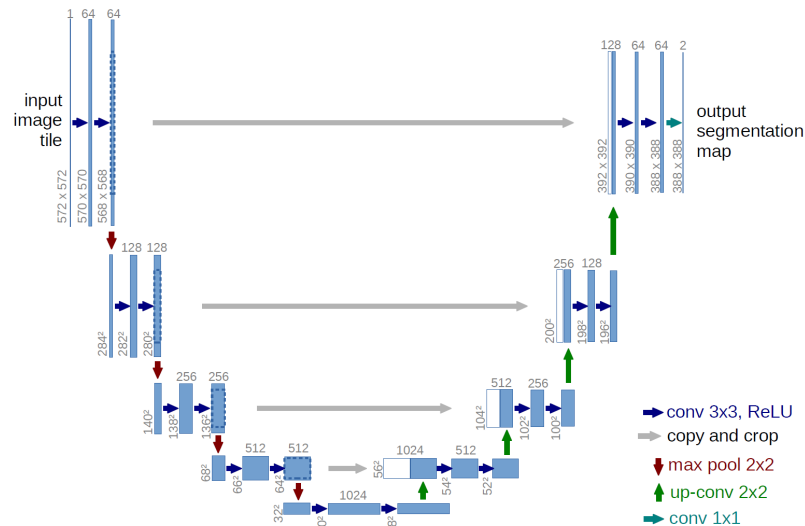 1 64 64
128 64 64 2
input
image
tile
output
segmentation
map
572 x 572
570 x 570
568 x 568
392 x 392
390 x 390
388 x 388
388 x 388
128 128
256 128
284²
282²
280²
200²
198²
196²
256 256
512 256
140²
138²
136²
104²
102²
100²
512 512
1024 512
68²
66²
64²
56²
54²
52²
1024
32²
conv 3x3, ReLU
copy and crop
max pool 2x2
up-conv 2x2
conv 1x1